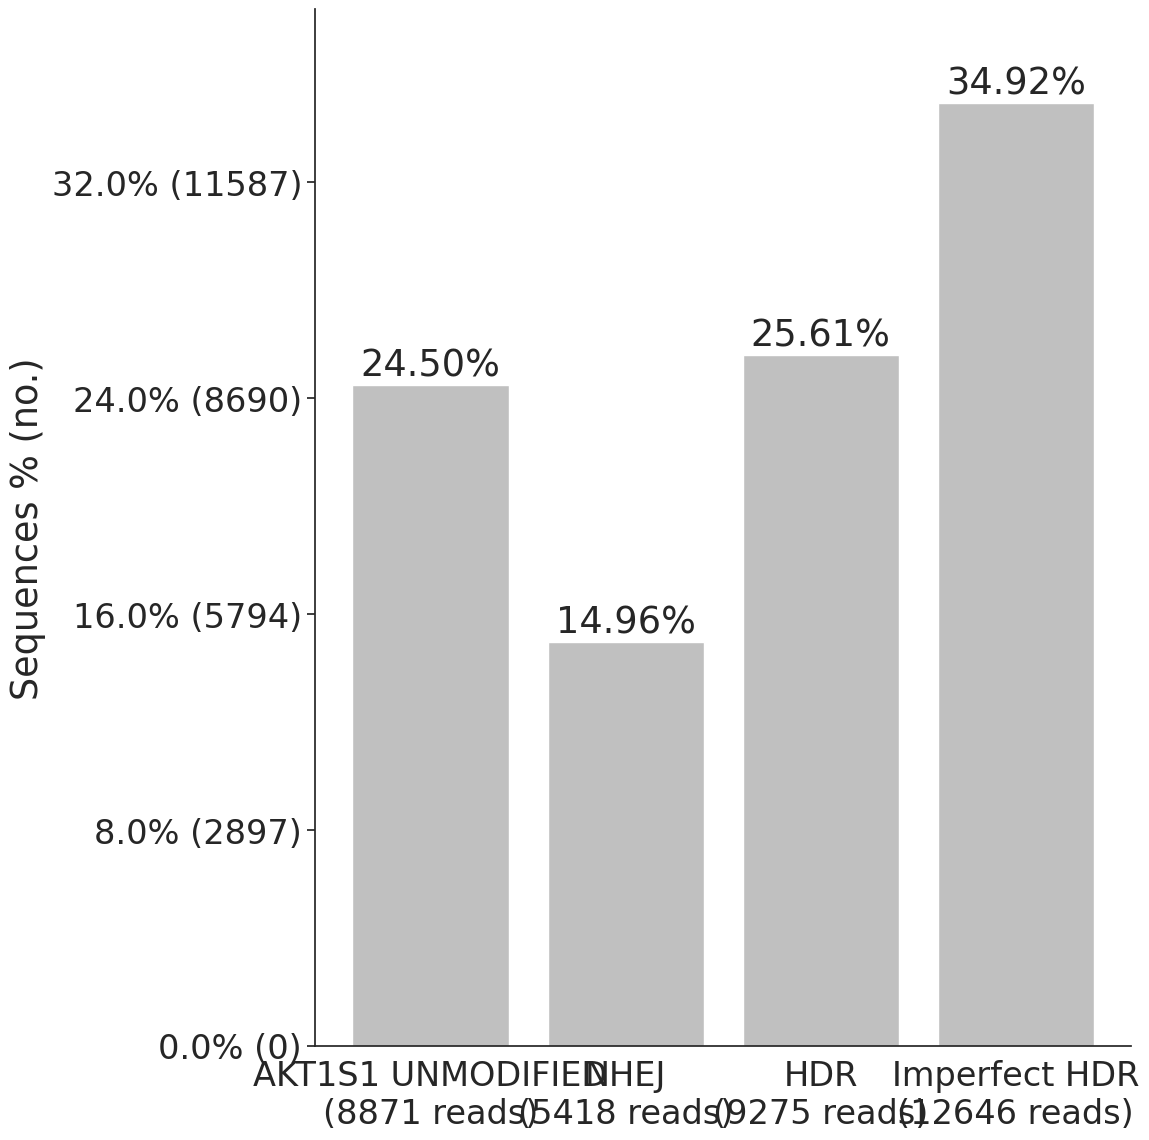 34.92%
32.0% (11587)
25.61%
24.50%
24.0% (8690)
Sequences % (no.)
16.0% (5794)
14.96%
8.0% (2897)
0.0% (0)
AKT1S1 UNMODIFIED
(8871 reads)
NHEJ
(5418 reads)
HDR
(9275 reads)
Imperfect HDR
(12646 reads)